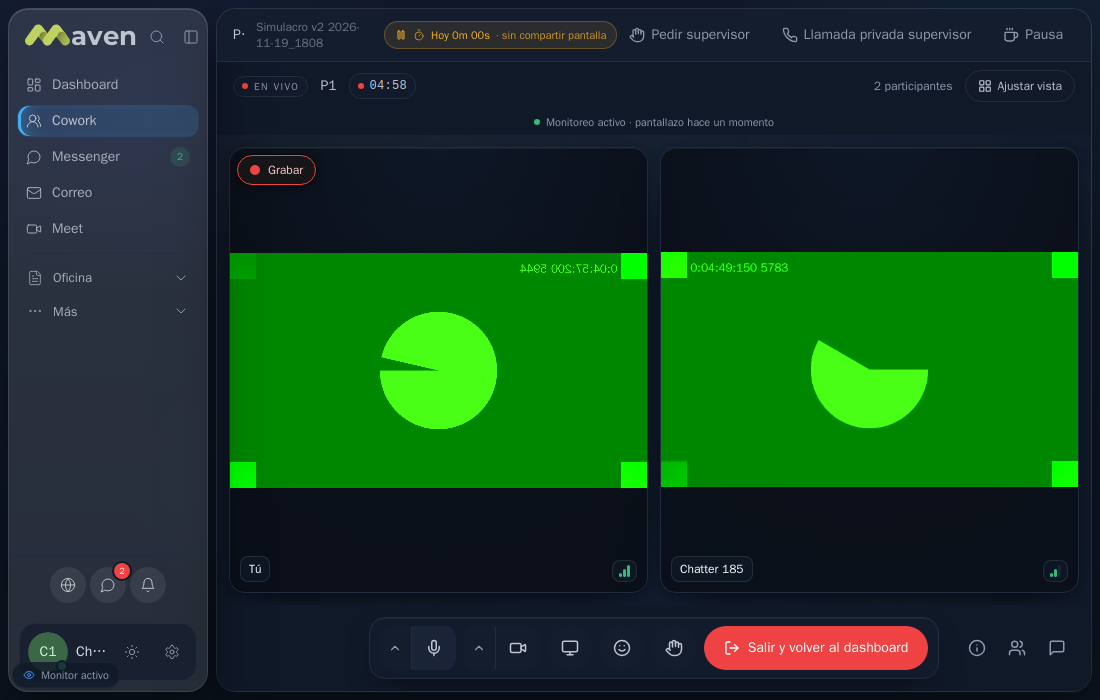 Maven
Dashboard
Cowork
Messenger 2
Correo
Meet
Oficina
Más
2
C1 Ch···
Monitor activo
P·
Simulacro v2 2026-
11-19_1808
Hoy 0m 00s · sin compartir pantalla
Pedir supervisor
Llamada privada supervisor
Pausa
EN VIVO
P1
04:58
2 participantes
Ajustar vista
Monitoreo activo · pantallazo hace un momento
Grabar
0:04:57:200 5944
Tú
0:04:49:150 5783
Chatter 185
Salir y volver al dashboard